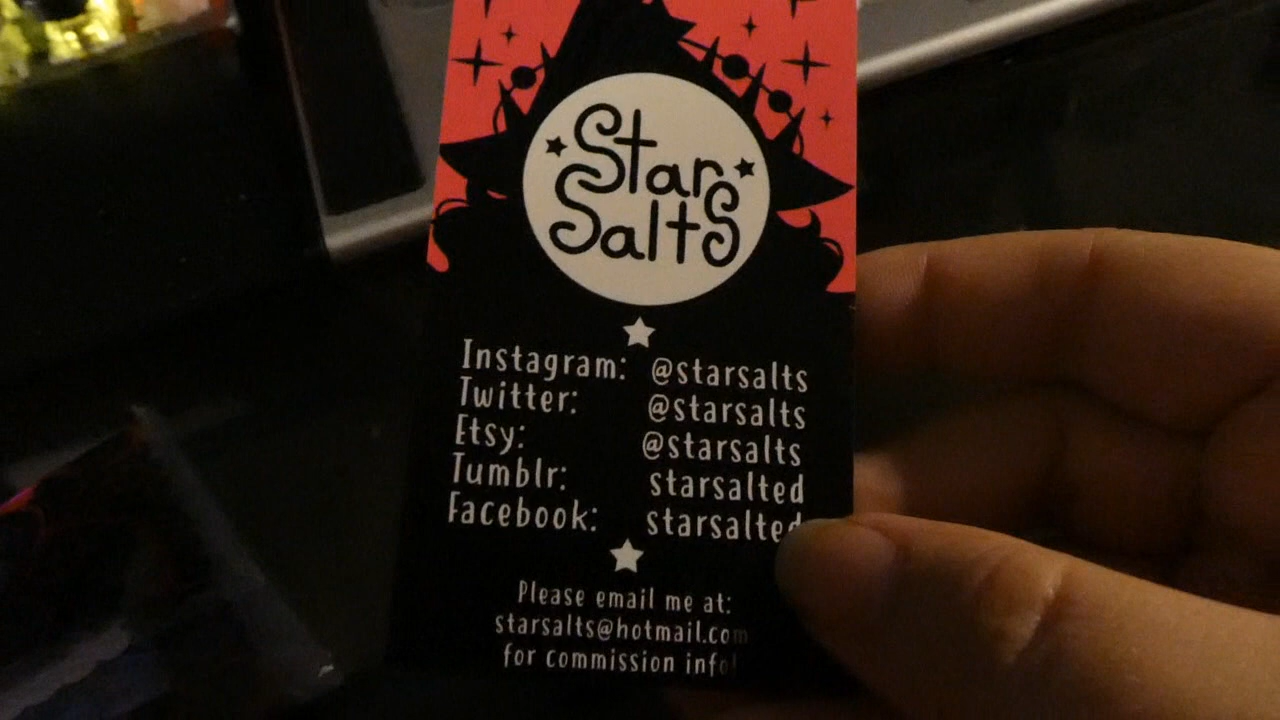 Stars
Salts
Instagram: @starsalts
Twitter: @starsalts
Etsy: @starsalts
Tumblr: starsalted
Facebook: starsalted
Please email me at:
starsalts@hotmail.com
for commission info!